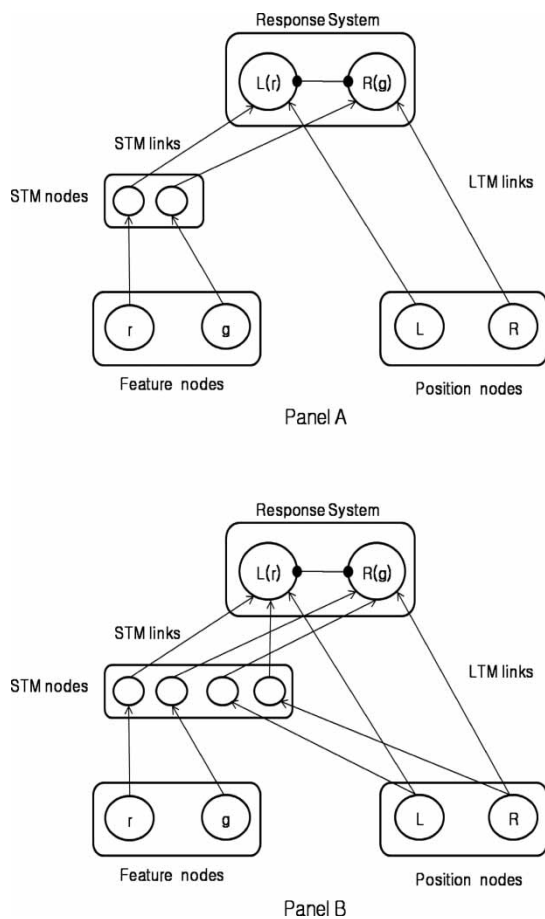 Response System
L(r) R(g)
STM links
STM nodes
LTM links
r g L R
Feature nodes Position nodes
Panel A
Response System
L(r) R(g)
STM links
STM nodes
LTM links
r g L R
Feature nodes Position nodes
Panel B